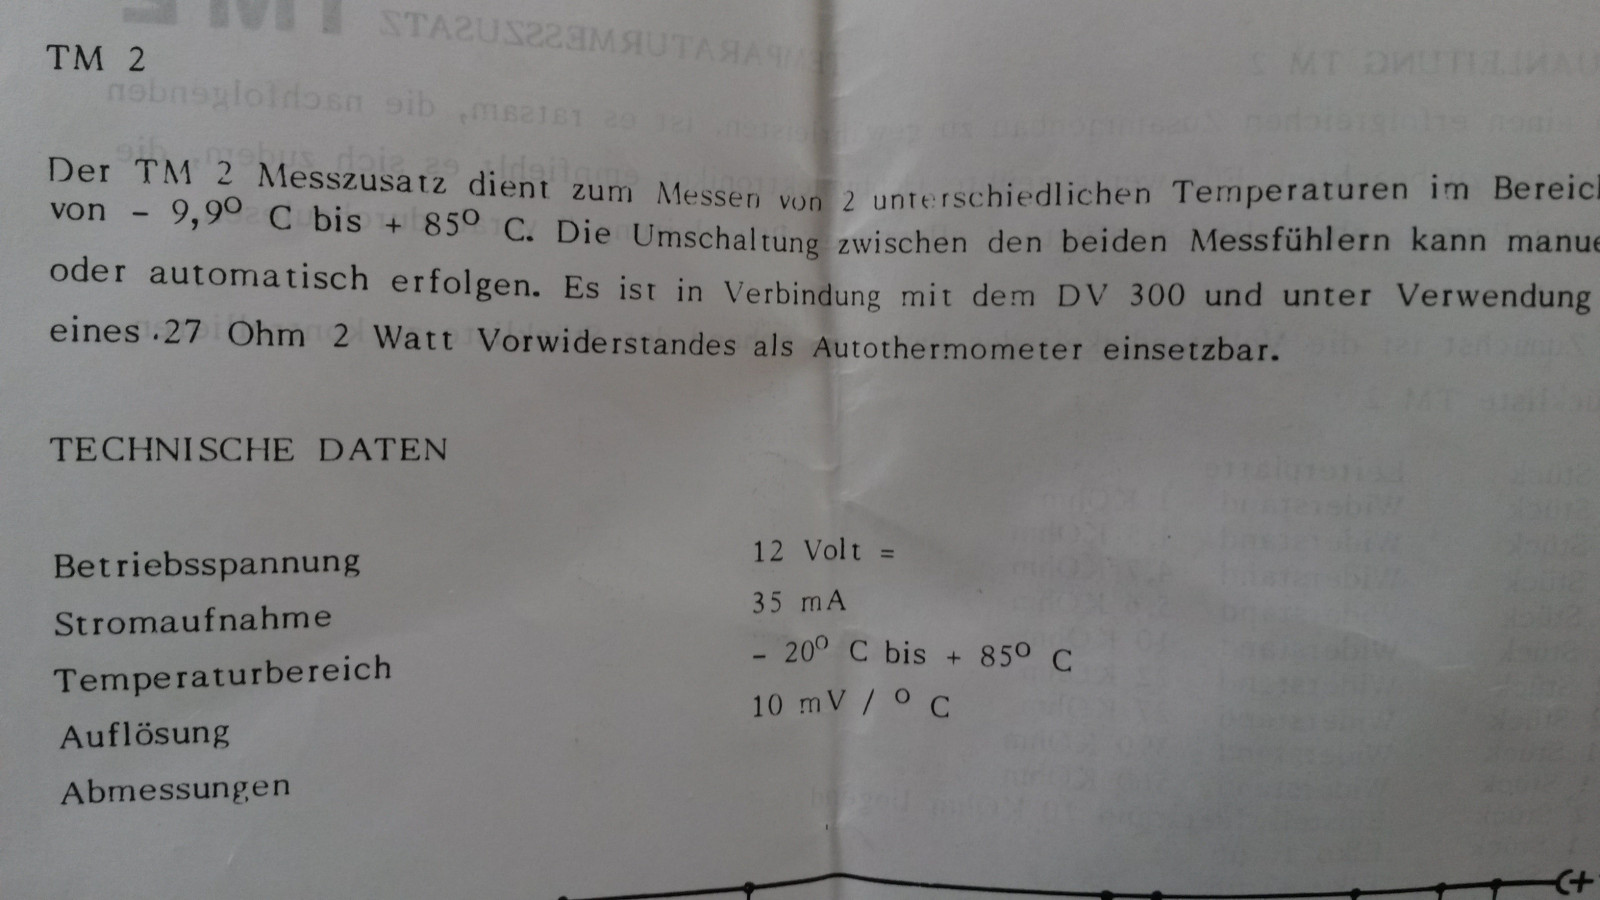 TM 2
Der TM 2 Messzusatz dient zum Messen von 2 unterschiedlichen Temperaturen im Bereich
von - 9,9° C bis + 85° C. Die Umschaltung zwischen den beiden Messfühlern kann manue
oder automatisch erfolgen. Es ist in Verbindung mit dem DV 300 und unter Verwendung
eines .27 Ohm 2 Watt Vorwiderstandes als Autothermometer einsetzbar.
TECHNISCHE DATEN
Betriebsspannung 12 Volt =
Stromaufnahme 35 mA
Temperaturbereich - 20° C bis + 85° C
Auflösung 10 mV / ° C
Abmessungen
(+